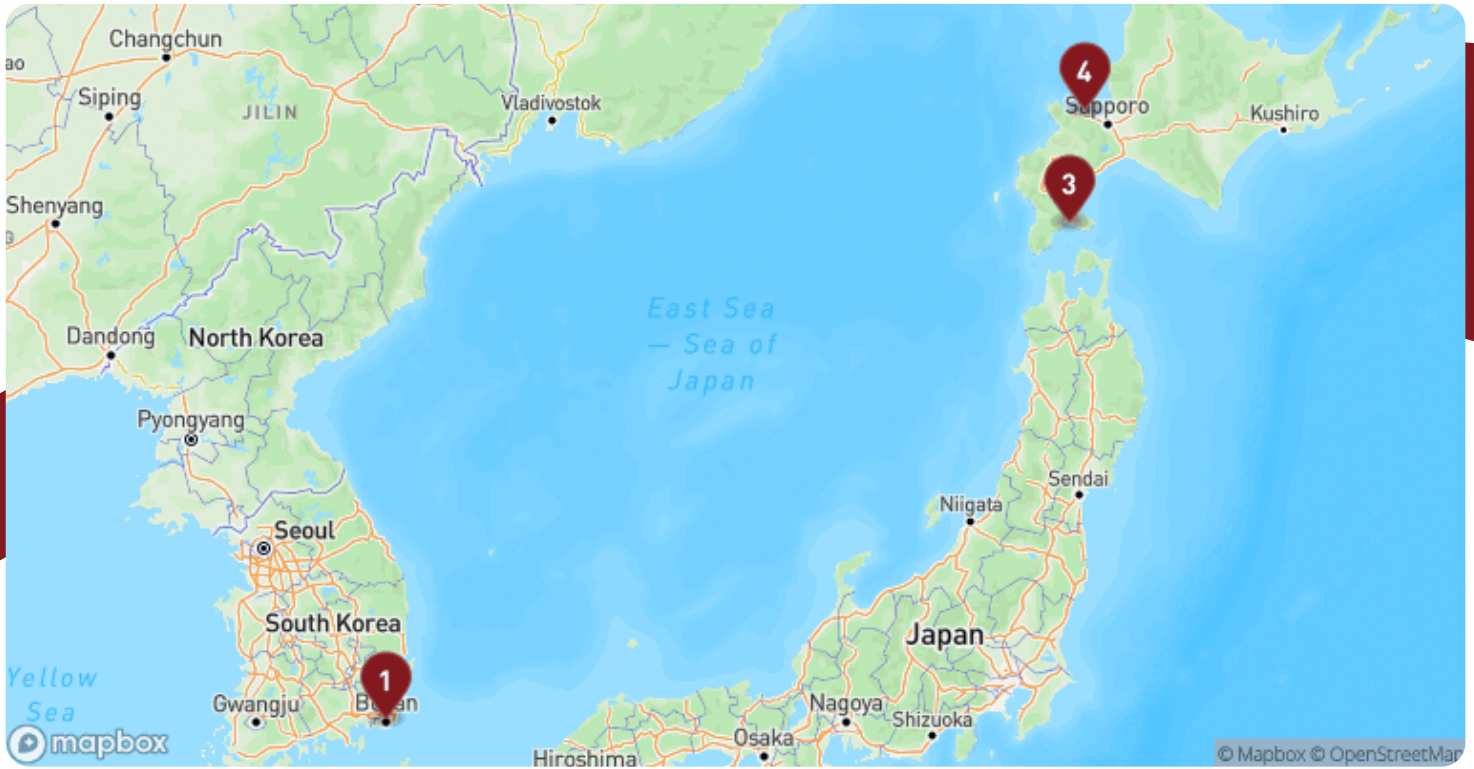 Changchun
ao
Siping
JILIN
Vladivostok
4
Sapporo
Kushiro
3
Shenyang
Dandong
North Korea
East Sea
— Sea of
Japan
Pyongyang
Sendai
Niigata
Seoul
South Korea
Japan
1
Yellow
Sea
Gwangju
Busan
Nagoya
Shizuoka
Osaka
Hiroshima
mapbox
© Mapbox © OpenStreetMap